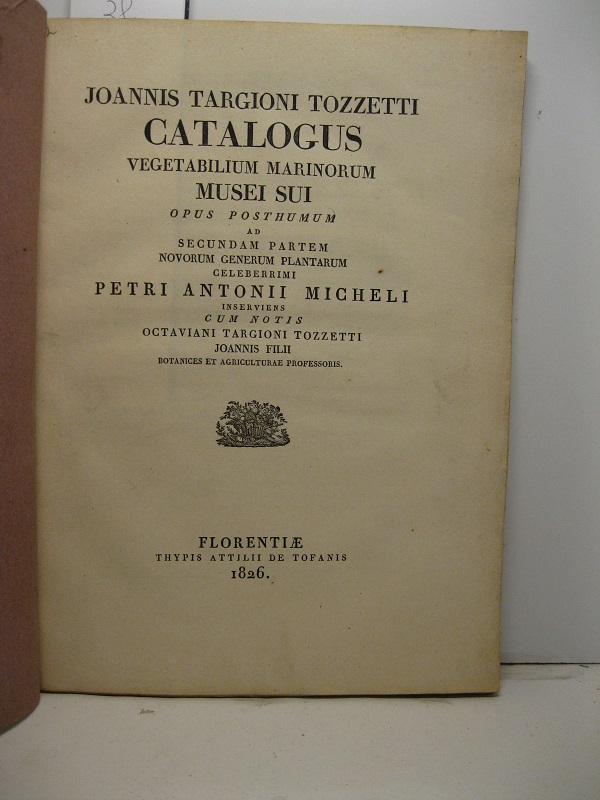 38
JOANNIS TARGIONI TOZZETTI
CATALOGUS
VEGETABILIUM MARINORUM
MUSEI SUI
OPUS POSTHUMUM
AD
SECUNDAM PARTEM
NOVORUM GENERUM PLANTARUM
CELEBERRIMI
PETRI ANTONII MICHELI
INSERVIENS
CUM NOTIS
OCTAVIANI TARGIONI TOZZETTI
JOANNIS FILII
BOTANICES ET AGRICULTURAE PROFESSORIS.
FLORENTIÆ
THYPIS ATTILII DE TOFANIS
1826.